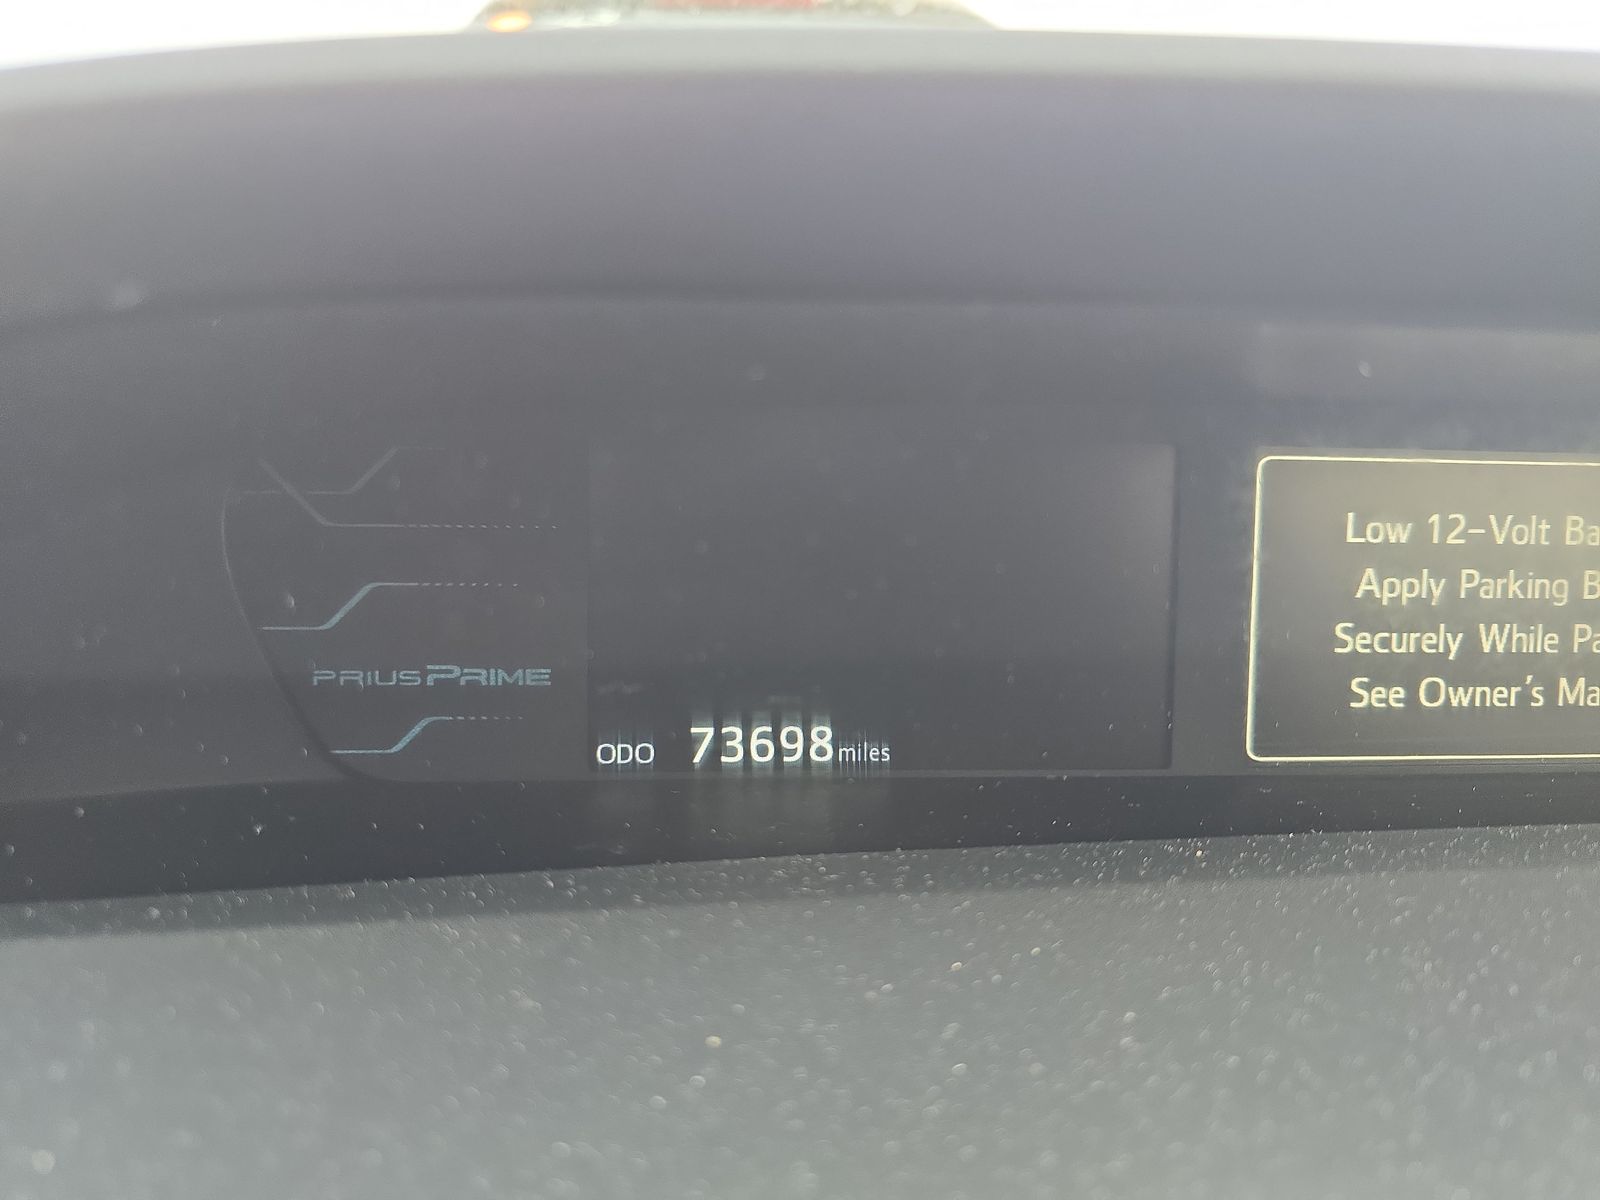 Low 12-Volt
Apply Parking
Securely While
See Owner's
PRIUS PRIME
ODO 73698 miles